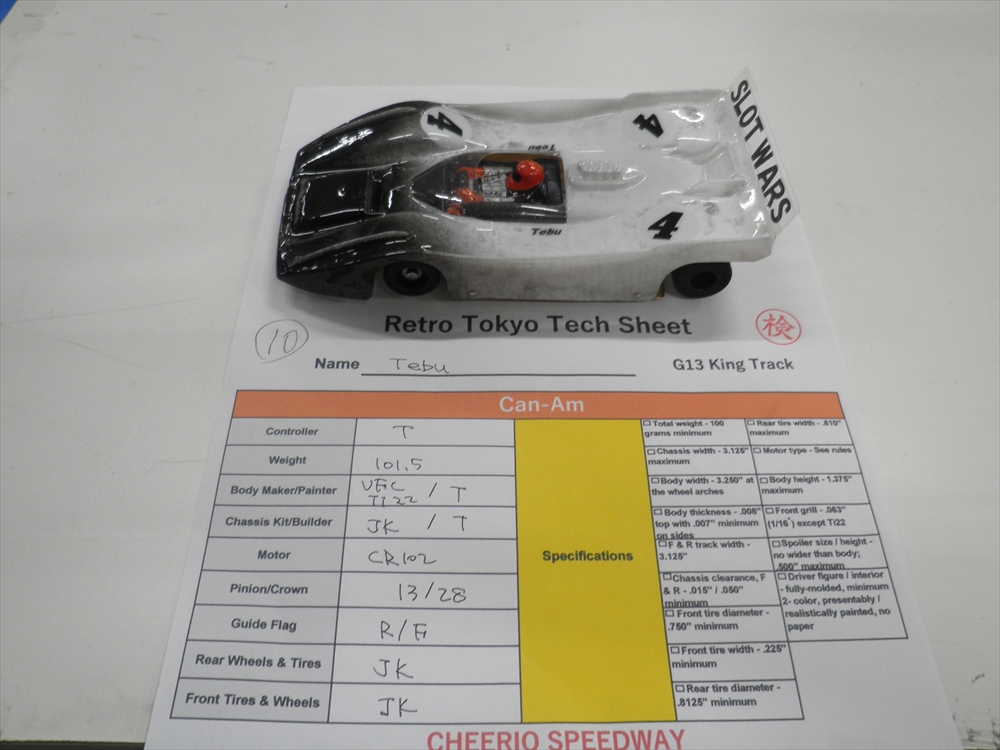 SLOT WARS
4
4
Tebu
Tebu
4
Retro Tokyo Tech Sheet
検
10
Name Tebu
G13 King Track
Can-Am
Controller T
Weight 101.5
Body Maker/Painter
TI22 / T
Chassis Kit/Builder JK / T
Motor CR102
Pinion/Crown 13/28
Guide Flag R/F
Rear Wheels & Tires JK
Front Tires & Wheels JK
Specifications
Total weight - 100
grams minimum
Chassis width - 3.125"
maximum
Body width - 3.250" at
the wheel arches
Body thickness - .008"
top with .007" minimum
on sides
F & R track width -
3.125"
Chassis clearance, F
& R - .015" / .050"
minimum
Front tire diameter -
.750" minimum
Front tire width - .225"
minimum
Rear tire diameter -
.8125" minimum
Rear tire width - .810"
maximum
Motor type - See rules
Body height - 1.375"
maximum
Front grill - .063"
(1/16") except Ti22
Spoiler size / height -
no wider than body;
.500" maximum
Driver figure / interior
- fully-molded, minimum
2- color, presentably /
realistically painted, no
paper
CHEERIO SPEEDWAY